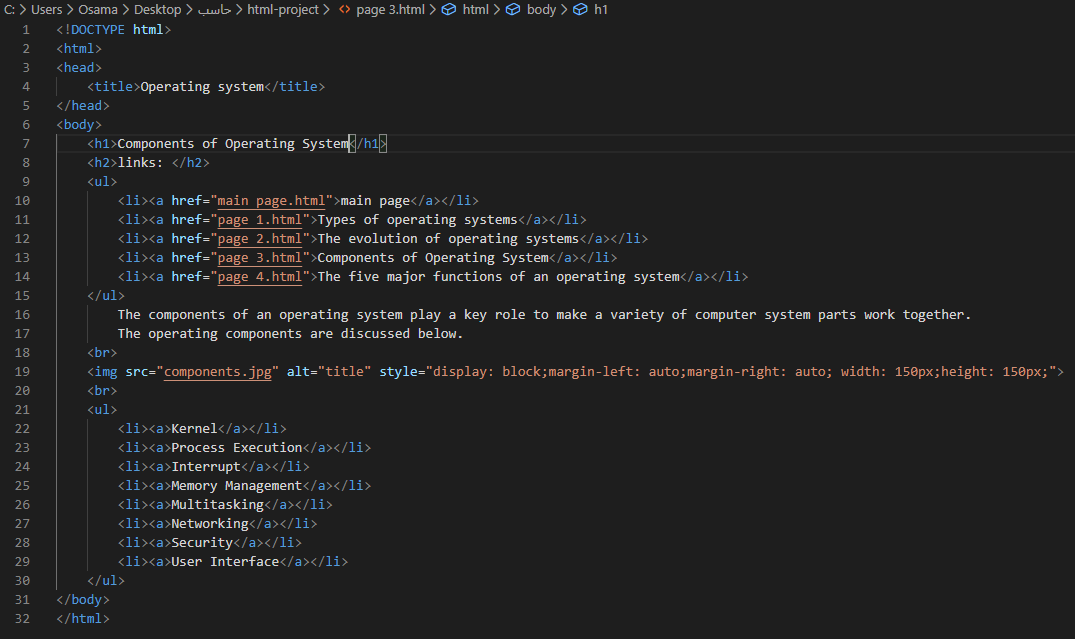 C: > Users > Osama > Desktop > حاسب > html-project > <> page 3.html > html > body > h1
1 <!DOCTYPE html>
2 <html>
3 <head>
4     <title>Operating system</title>
5 </head>
6 <body>
7     <h1>Components of Operating System</h1>
8     <h2>links: </h2>
9     <ul>
10         <li><a href="main page.html">main page</a></li>
11         <li><a href="page 1.html">Types of operating systems</a></li>
12         <li><a href="page 2.html">The evolution of operating systems</a></li>
13         <li><a href="page 3.html">Components of Operating System</a></li>
14         <li><a href="page 4.html">The five major functions of an operating system</a></li>
15     </ul>
16         The components of an operating system play a key role to make a variety of computer system parts work together.
17         The operating components are discussed below.
18     <br>
19     <img src="components.jpg" alt="title" style="display: block;margin-left: auto;margin-right: auto; width: 150px;height: 150px;">
20     <br>
21     <ul>
22         <li><a>Kernel</a></li>
23         <li><a>Process Execution</a></li>
24         <li><a>Interrupt</a></li>
25         <li><a>Memory Management</a></li>
26         <li><a>Multitasking</a></li>
27         <li><a>Networking</a></li>
28         <li><a>Security</a></li>
29         <li><a>User Interface</a></li>
30     </ul>
31 </body>
32 </html>